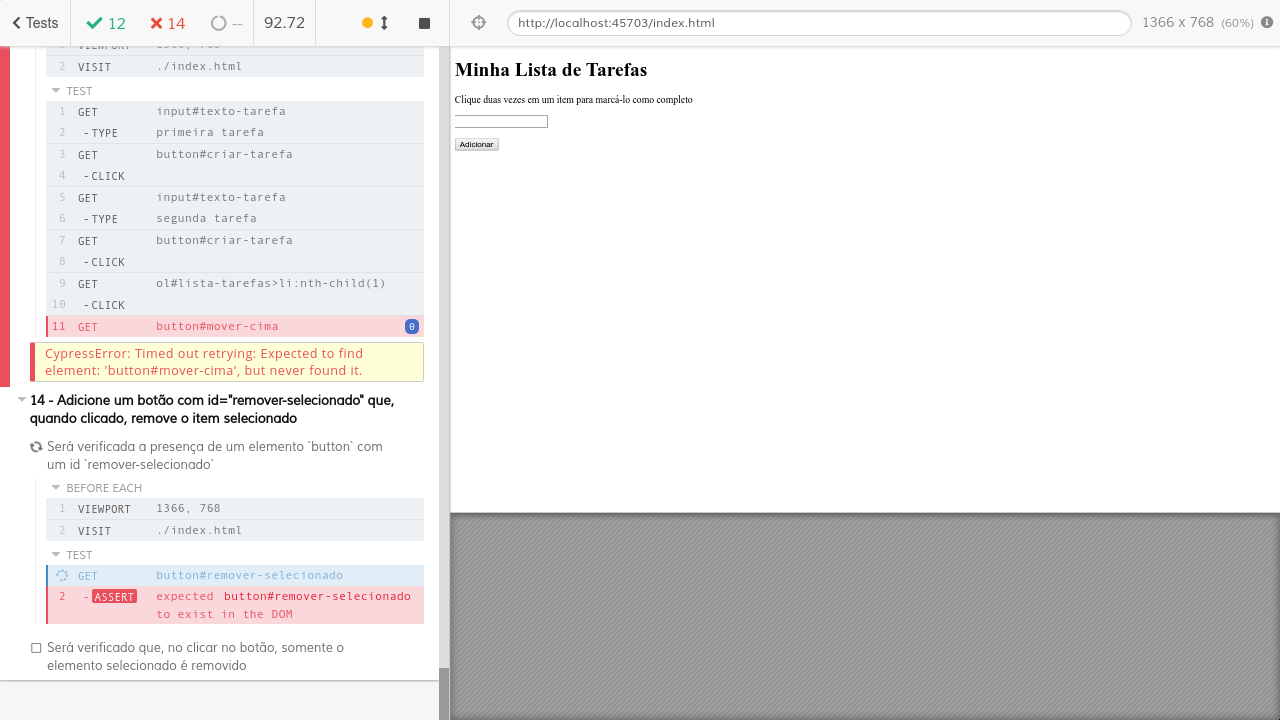 Tests 12 14 -- 92.72 http://localhost:45703/index.html 1366 x 768 (60%)
1 VIEWPORT 1366, 768
2 VISIT ./index.html
TEST
1 GET input#texto-tarefa
2 -TYPE primeira tarefa
3 GET button#criar-tarefa
4 -CLICK
5 GET input#texto-tarefa
6 -TYPE segunda tarefa
7 GET button#criar-tarefa
8 -CLICK
9 GET ol#lista-tarefas>li:nth-child(1)
10 -CLICK
11 GET button#mover-cima 0
CypressError: Timed out retrying: Expected to find
element: 'button#mover-cima', but never found it.
14 - Adicione um botão com id="remover-selecionado" que,
quando clicado, remove o item selecionado
Será verificada a presença de um elemento `button` com
um id `remover-selecionado`
BEFORE EACH
1 VIEWPORT 1366, 768
2 VISIT ./index.html
TEST
GET button#remover-selecionado
2 -ASSERT expected button#remover-selecionado
to exist in the DOM
Será verificado que, no clicar no botão, somente o
elemento selecionado é removido
Minha Lista de Tarefas
Clique duas vezes em um item para marcá-lo como completo
Adicionar